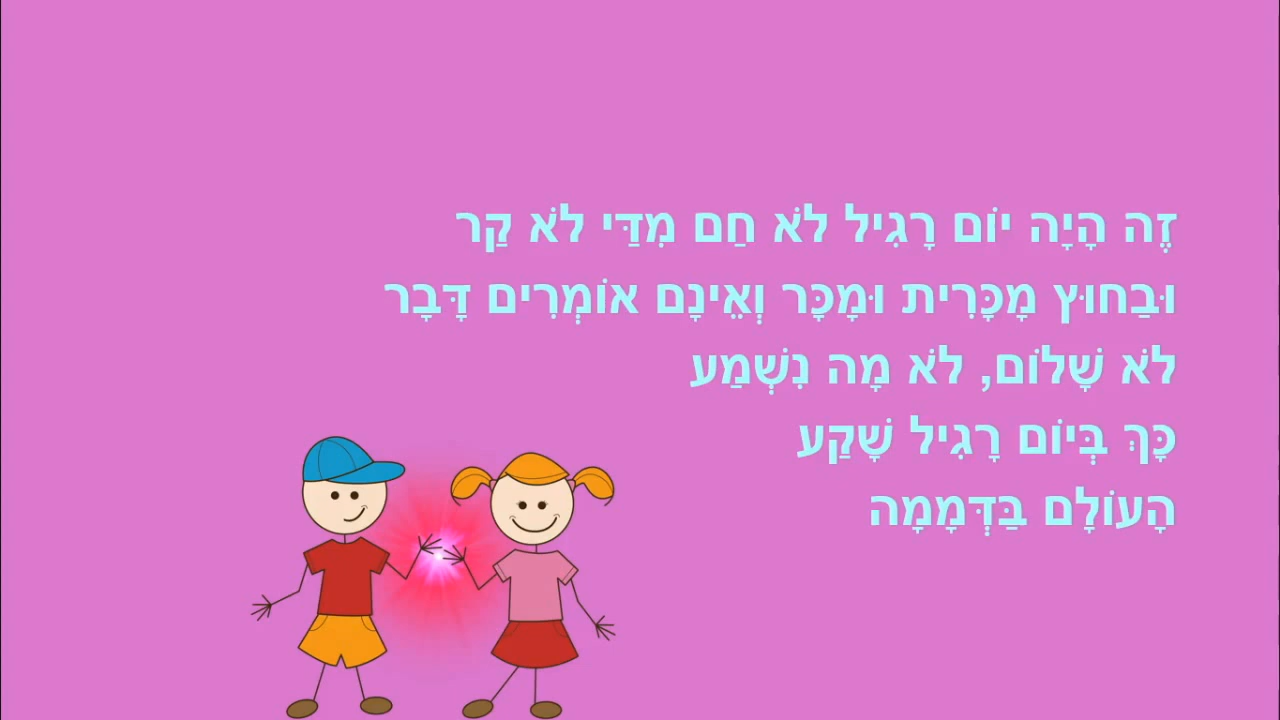 זֶה הָיָה יוֹם רָגִיל לֹא חַם מִדַּי לֹא קַר
וּבַחוּץ מָכָּרִית וּמָכָּר וְאֵינָם אוֹמְרִים דָּבָר
לֹא שָׁלוֹם, לֹא מָה נִשְׁמַע
כָּךְ בְּיוֹם רָגִיל שָׁקַע
הָעוֹלָם בַּדְּמָמָה